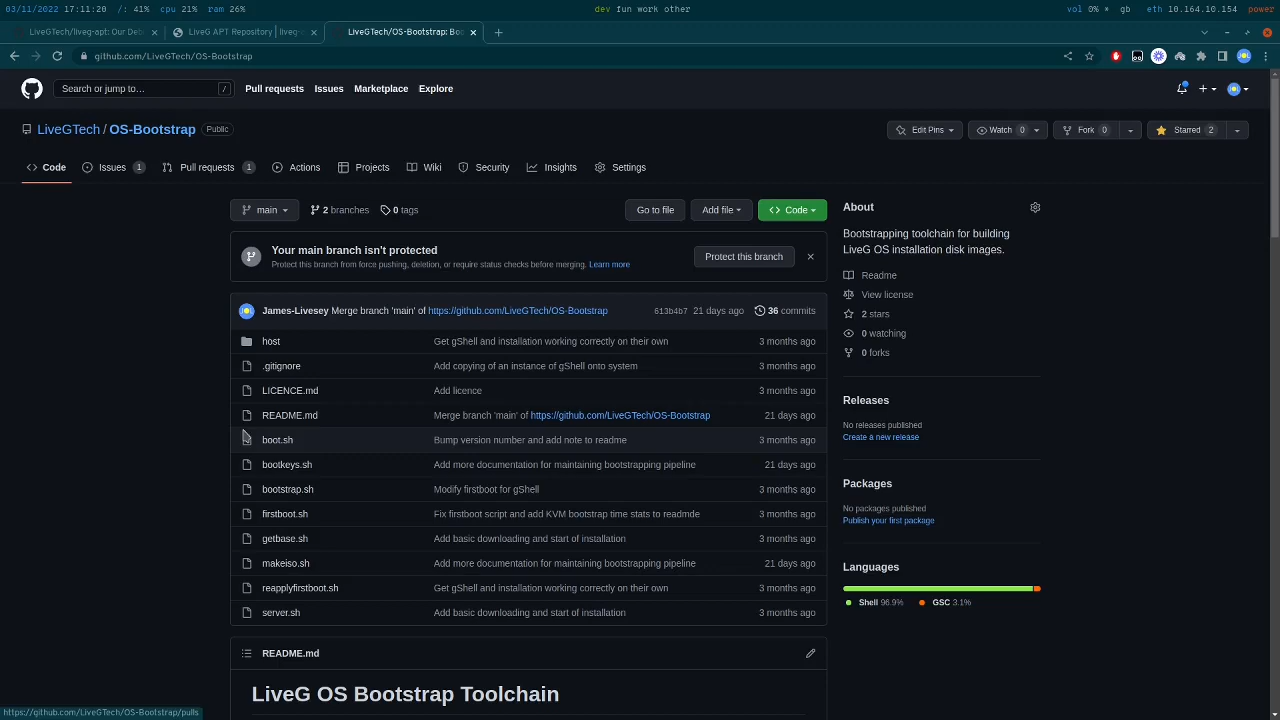 03/11/2022 17:11:20 /: 41% cpu 21% ram 26% dev fun work other vol 0% * gb eth 10.164.10.154 power
LiveGTech/liveg-apt: Our Deb × LiveG APT Repository | liveg- × LiveGTech/OS-Bootstrap: Boo ×
github.com/LiveGTech/OS-Bootstrap
Search or jump to… / Pull requests Issues Marketplace Explore
LiveGTech / OS-Bootstrap Public Edit Pins Watch 0 Fork 0 Starred 2
Code Issues 1 Pull requests 1 Actions Projects Wiki Security Insights Settings
main 2 branches 0 tags Go to file Add file Code
Your main branch isn't protected
Protect this branch from force pushing, deletion, or require status checks before merging. Learn more
Protect this branch
James-Livesey Merge branch 'main' of https://github.com/LiveGTech/OS-Bootstrap 613b4b7 21 days ago 36 commits
host Get gShell and installation working correctly on their own 3 months ago
.gitignore Add copying of an instance of gShell onto system 3 months ago
LICENCE.md Add licence 3 months ago
README.md Merge branch 'main' of https://github.com/LiveGTech/OS-Bootstrap 21 days ago
boot.sh Bump version number and add note to readme 3 months ago
bootkeys.sh Add more documentation for maintaining bootstrapping pipeline 21 days ago
bootstrap.sh Modify firstboot for gShell 3 months ago
firstboot.sh Fix firstboot script and add KVM bootstrap time stats to readmde 3 months ago
getbase.sh Add basic downloading and start of installation 3 months ago
makeiso.sh Add more documentation for maintaining bootstrapping pipeline 21 days ago
reapplyfirstboot.sh Get gShell and installation working correctly on their own 3 months ago
server.sh Add basic downloading and start of installation 3 months ago
README.md
LiveG OS Bootstrap Toolchain
About
Bootstrapping toolchain for building
LiveG OS installation disk images.
Readme
View license
2 stars
0 watching
0 forks
Releases
No releases published
Create a new release
Packages
No packages published
Publish your first package
Languages
Shell 96.9% GSC 3.1%
https://github.com/LiveGTech/OS-Bootstrap/pulls